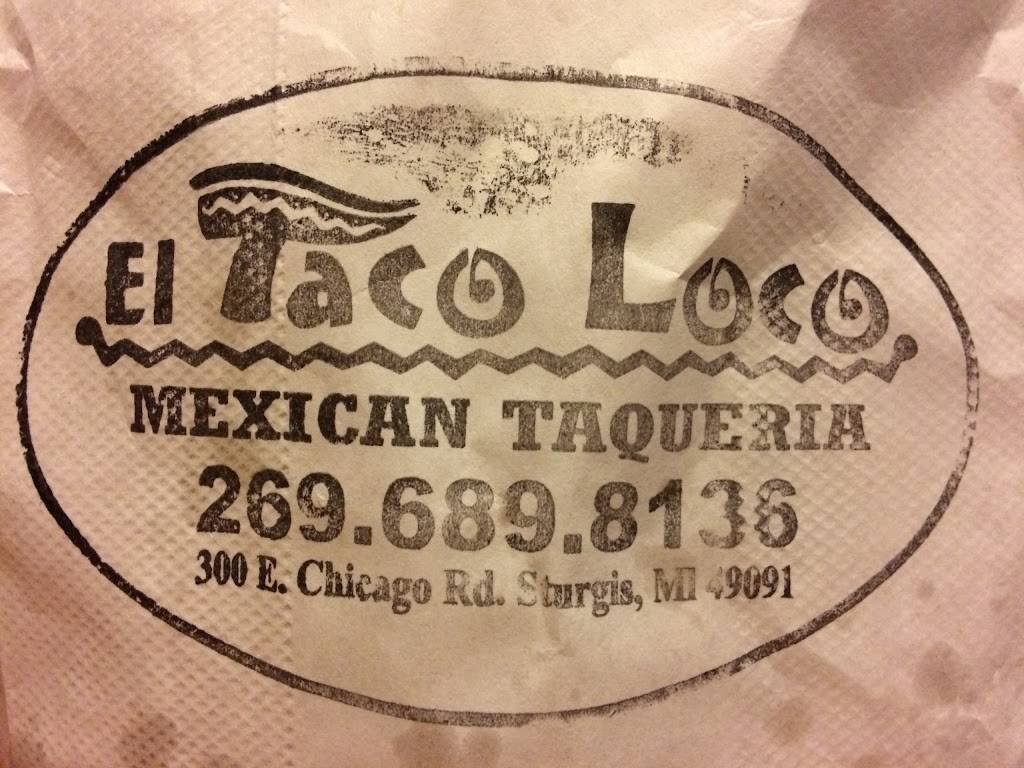 El Taco Loco
MEXICAN TAQUERIA
269.689.8136
300 E. Chicago Rd. Sturgis, MI 49091